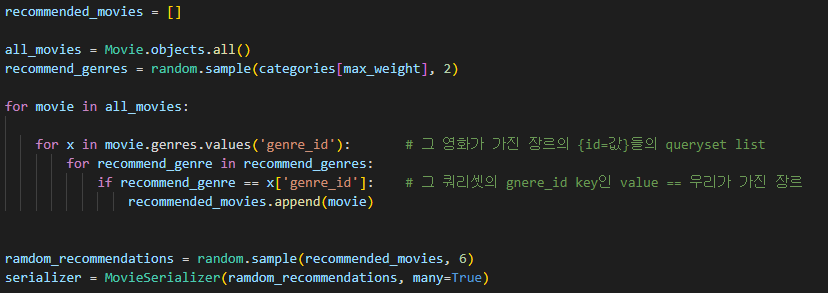 recommended_movies = []
all_movies = Movie.objects.all()
recommend_genres = random.sample(categories[max_weight], 2)
for movie in all_movies:
for x in movie.genres.values('genre_id'): # 그 영화가 가진 장르의 {id=값}들의 queryset list
for recommend_genre in recommend_genres:
if recommend_genre == x['genre_id']: # 그 쿼리셋의 gnere_id key인 value == 우리가 가진 장르
recommended_movies.append(movie)
ramdom_recommendations = random.sample(recommended_movies, 6)
serializer = MovieSerializer(ramdom_recommendations, many=True)